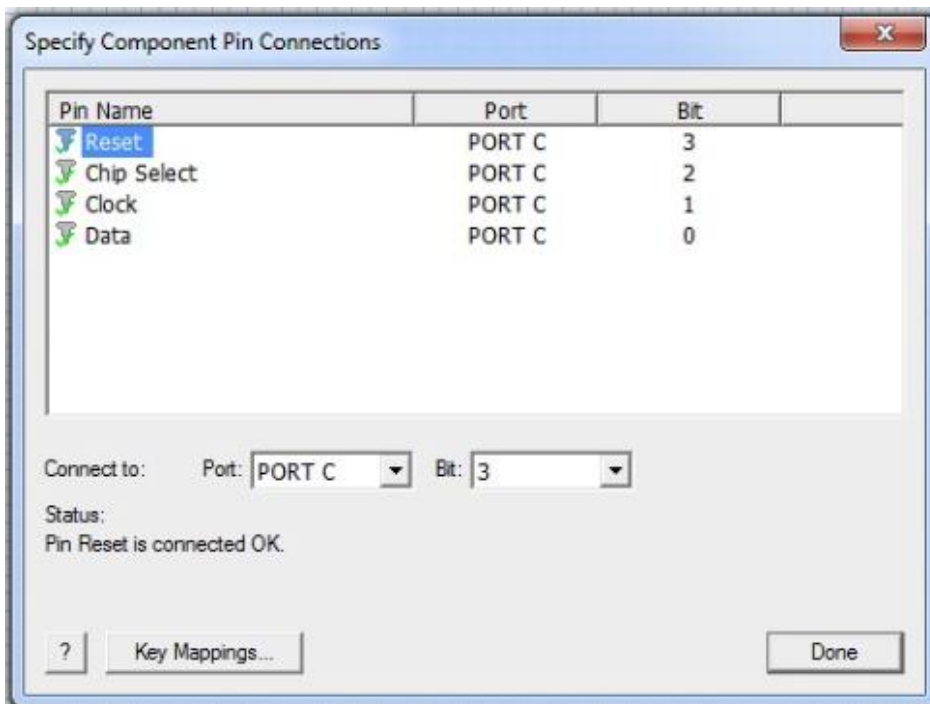 Specify Component Pin Connections
Pin Name Port Bit
Reset PORT C 3
Chip Select PORT C 2
Clock PORT C 1
Data PORT C 0
Connect to: Port: PORT C Bit: 3
Status:
Pin Reset is connected OK.
? Key Mappings... Done